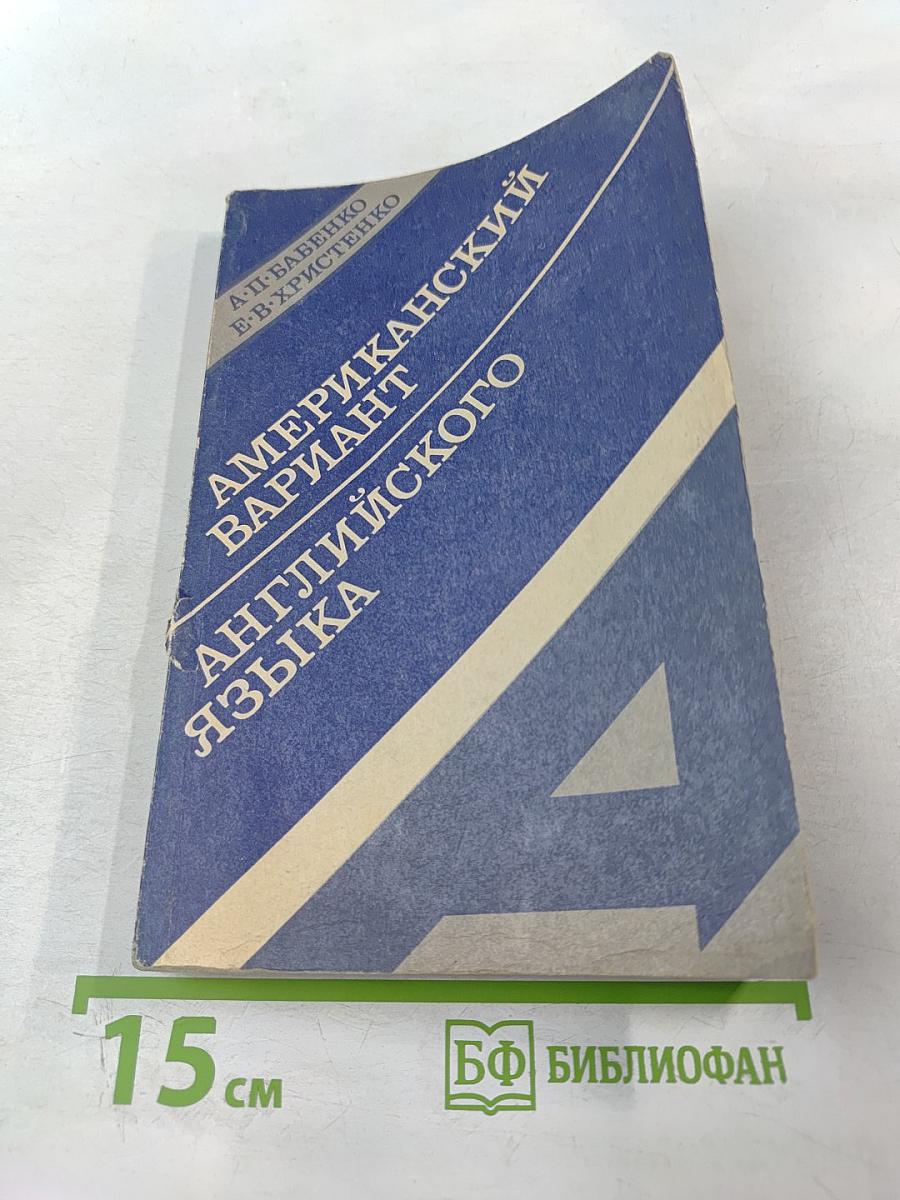 А·П·БАБЕНКО
Е·В·ХРИСТЕНКО
АМЕРИКАНСКИЙ
ВАРИАНТ
АНГЛИЙСКОГО
ЯЗЫКА
А
15 см
БФ БИБЛИОФАН